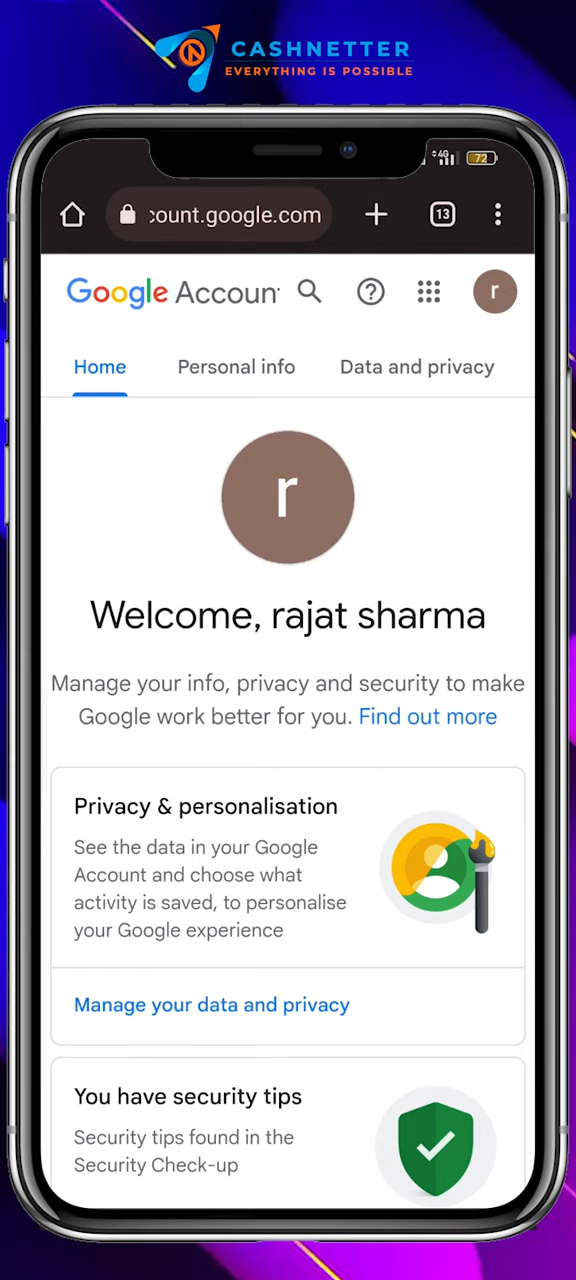 CASHNETTER
EVERYTHING IS POSSIBLE
4G 72
count.google.com 13
Google Accoun r
Home Personal info Data and privacy
r
Welcome, rajat sharma
Manage your info, privacy and security to make
Google work better for you. Find out more
Privacy & personalisation
See the data in your Google
Account and choose what
activity is saved, to personalise
your Google experience
Manage your data and privacy
You have security tips
Security tips found in the
Security Check-up